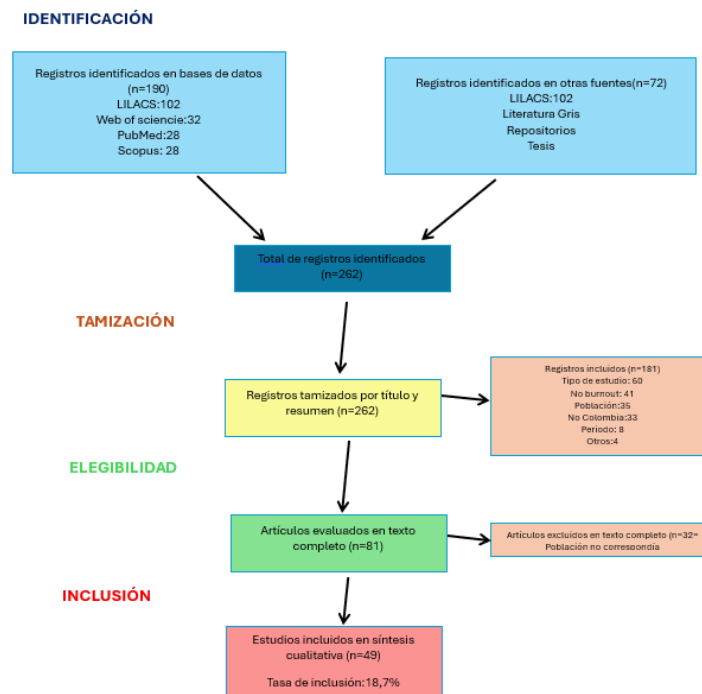 IDENTIFICACIÓN
Registros identificados en bases de datos
(n=190)
LILACS:102
Web of sciencie:32
PubMed:28
Scopus: 28
Registros identificados en otras fuentes(n=72)
LILACS:102
Literatura Gris
Repositorios
Tesis
Total de registros identificados
(n=262)
TAMIZACIÓN
Registros tamizados por título y
resumen (n=262)
Registros incluidos (n=181)
Tipo de estudio: 60
No burnout: 41
Población:35
No Colombia:33
Periodo: 8
Otros:4
ELEGIBILIDAD
Artículos evaluados en texto
completo (n=81)
Artículos excluidos en texto completo (n=32=
Población no correspondía
INCLUSIÓN
Estudios incluidos en síntesis
cualitativa (n=49)
Tasa de inclusión:18,7%